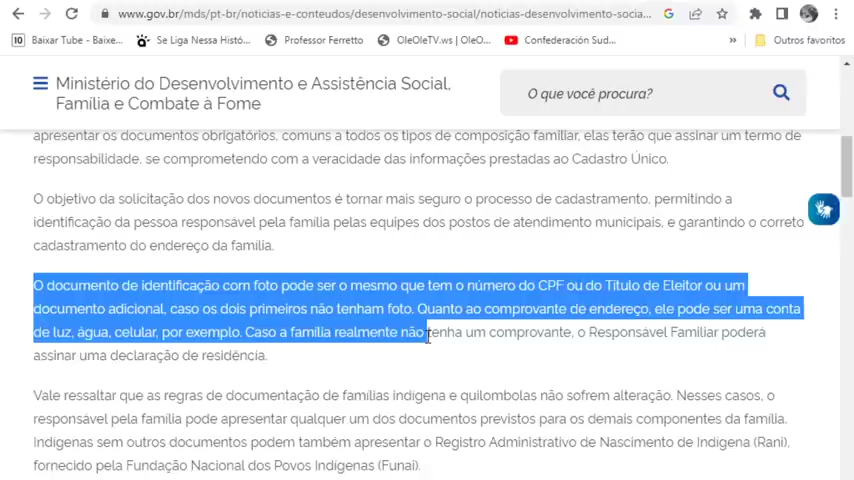 www.gov.br/mds/pt-br/noticias-e-conteudos/desenvolvimento-social/noticias-desenvolvimento-socia...
Baixar Tube - Baixe...
Se Liga Nessa Histó...
Professor Ferretto
OleOleTV.ws | OleO...
Confederación Sud...
»
Outros favoritos
Ministério do Desenvolvimento e Assistência Social,
Família e Combate à Fome
O que você procura?
apresentar os documentos obrigatórios, comuns a todos os tipos de composição familiar, elas terão que assinar um termo de
responsabilidade, se comprometendo com a veracidade das informações prestadas ao Cadastro Único.
O objetivo da solicitação dos novos documentos é tornar mais seguro o processo de cadastramento, permitindo a
identificação da pessoa responsável pela família pelas equipes dos postos de atendimento municipais, e garantindo o correto
cadastramento do endereço da família.
O documento de identificação com foto pode ser o mesmo que tem o número do CPF ou do Título de Eleitor ou um
documento adicional, caso os dois primeiros não tenham foto. Quanto ao comprovante de endereço, ele pode ser uma conta
de luz, água, celular, por exemplo. Caso a família realmente não tenha um comprovante, o Responsável Familiar poderá
assinar uma declaração de residência.
Vale ressaltar que as regras de documentação de famílias indígena e quilombolas não sofrem alteração. Nesses casos, o
responsável pela família pode apresentar qualquer um dos documentos previstos para os demais componentes da família.
Indígenas sem outros documentos podem também apresentar o Registro Administrativo de Nascimento de Indígena (Rani),
fornecido pela Fundação Nacional dos Povos Indígenas (Funai).